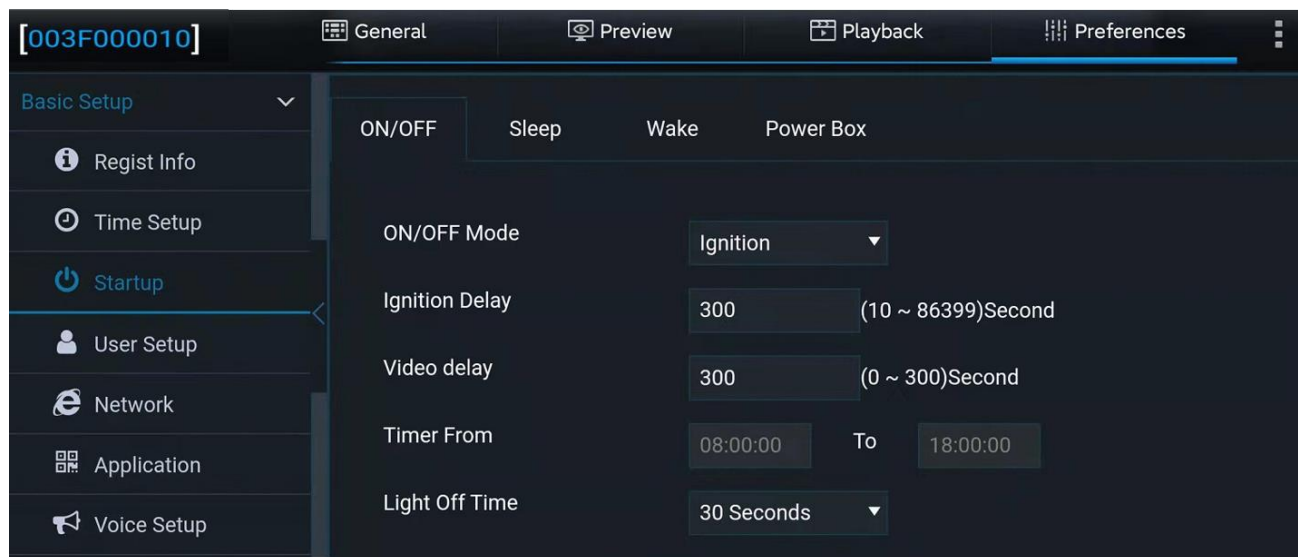 [003F000010] General Preview Playback Preferences
Basic Setup
Regist Info
Time Setup
Startup
User Setup
Network
Application
Voice Setup
ON/OFF Sleep Wake Power Box
ON/OFF Mode Ignition
Ignition Delay 300 (10 ~ 86399)Second
Video delay 300 (0 ~ 300)Second
Timer From 08:00:00 To 18:00:00
Light Off Time 30 Seconds